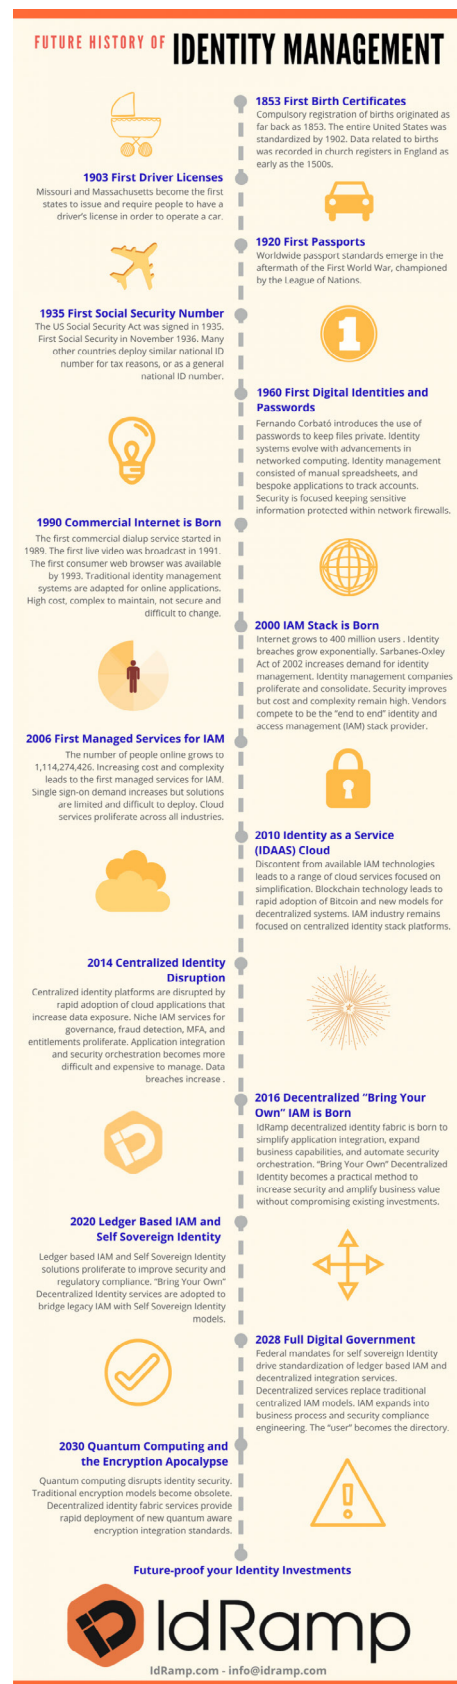 FUTURE HISTORY OF IDENTITY MANAGEMENT
1853 First Birth Certificates
Compulsory registration of births originated as
far back as 1853. The entire United States was
standardized by 1902. Data related to births
was recorded in church registers in England as
early as the 1500s.
1903 First Driver Licenses
Missouri and Massachusetts become the first
states to issue and require people to have a
driver's license in order to operate a car.
1920 First Passports
Worldwide passport standards emerge in the
aftermath of the First World War, championed
by the League of Nations.
1935 First Social Security Number
The US Social Security Act was signed in 1935.
First Social Security in November 1936. Many
other countries deploy similar national ID
number for tax reasons, or as a general
national ID number.
1
1960 First Digital Identities and
Passwords
Fernando Corbató introduces the use of
passwords to keep files private. Identity
systems evolve with advancements in
networked computing. Identity management
consisted of manual spreadsheets, and
bespoke applications to track accounts.
Security is focused keeping sensitive
information protected within network firewalls.
1990 Commercial Internet is Born
The first commercial dialup service started in
1989. The first live video was broadcast in 1991.
The first consumer web browser was available
by 1993. Traditional identity management
systems are adapted for online applications.
High cost, complex to maintain, not secure and
difficult to change.
2000 IAM Stack is Born
Internet grows to 400 million users . Identity
breaches grow exponentially. Sarbanes-Oxley
Act of 2002 increases demand for identity
management. Identity management companies
proliferate and consolidate. Security improves
but cost and complexity remain high. Vendors
compete to be the "end to end" identity and
access management (IAM) stack provider.
2006 First Managed Services for IAM
The number of people online grows to
1,114,274,426. Increasing cost and complexity
leads to the first managed services for IAM.
Single sign-on demand increases but solutions
are limited and difficult to deploy. Cloud
services proliferate across all industries.
2010 Identity as a Service
(IDAAS) Cloud
Discontent from available IAM technologies
leads to a range of cloud services focused on
simplification. Blockchain technology leads to
rapid adoption of Bitcoin and new models for
decentralized systems. IAM industry remains
focused on centralized identity stack platforms.
2014 Centralized Identity
Disruption
Centralized identity platforms are disrupted by
rapid adoption of cloud applications that
increase data exposure. Niche IAM services for
governance, fraud detection, MFA, and
entitlements proliferate. Application integration
and security orchestration becomes more
difficult and expensive to manage. Data
breaches increase .
2016 Decentralized "Bring Your
Own" IAM is Born
IdRamp decentralized identity fabric is born to
simplify application integration, expand
business capabilities, and automate security
orchestration. "Bring Your Own" Decentralized
Identity becomes a practical method to
increase security and amplify business value
without compromising existing investments.
2020 Ledger Based IAM and
Self Sovereign Identity
Ledger based IAM and Self Sovereign Identity
solutions proliferate to improve security and
regulatory compliance. "Bring Your Own"
Decentralized Identity services are adopted to
bridge legacy IAM with Self Sovereign Identity
models.
2028 Full Digital Government
Federal mandates for self sovereign Identity
drive standardization of ledger based IAM and
decentralized integration services.
Decentralized services replace traditional
centralized IAM models. IAM expands into
business process and security compliance
engineering. The "user" becomes the directory.
2030 Quantum Computing and
the Encryption Apocalypse
Quantum computing disrupts identity security.
Traditional encryption models become obsolete.
Decentralized identity fabric services provide
rapid deployment of new quantum aware
encryption integration standards.
Future-proof your Identity Investments
IdRamp
IdRamp.com - info@idramp.com